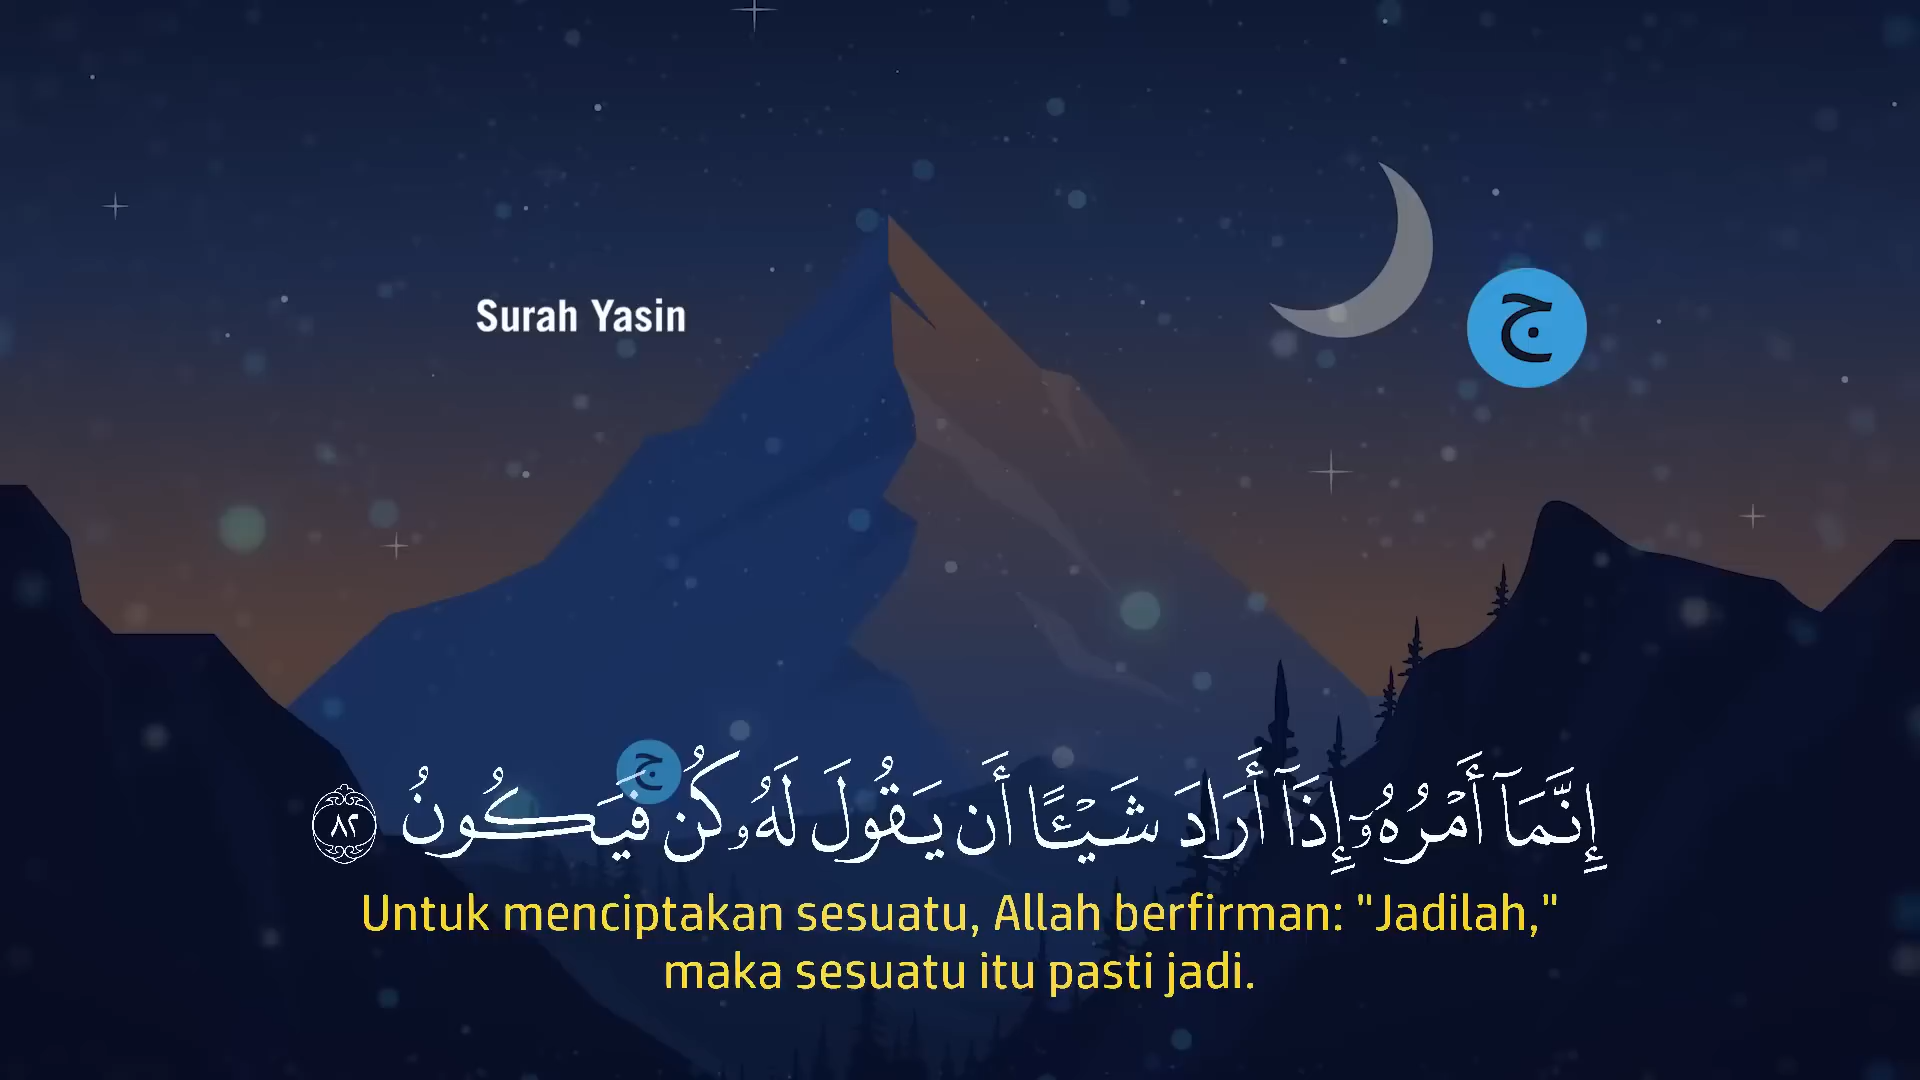 Surah Yasin
ج
إِنَّمَآ أَمْرُهُۥٓ إِذَآ أَرَادَ شَيْـًٔا أَن يَقُولَ لَهُۥ كُن ۚ فَيَكُونُ ٨٢
Untuk menciptakan sesuatu, Allah berfirman: "Jadilah,"
maka sesuatu itu pasti jadi.